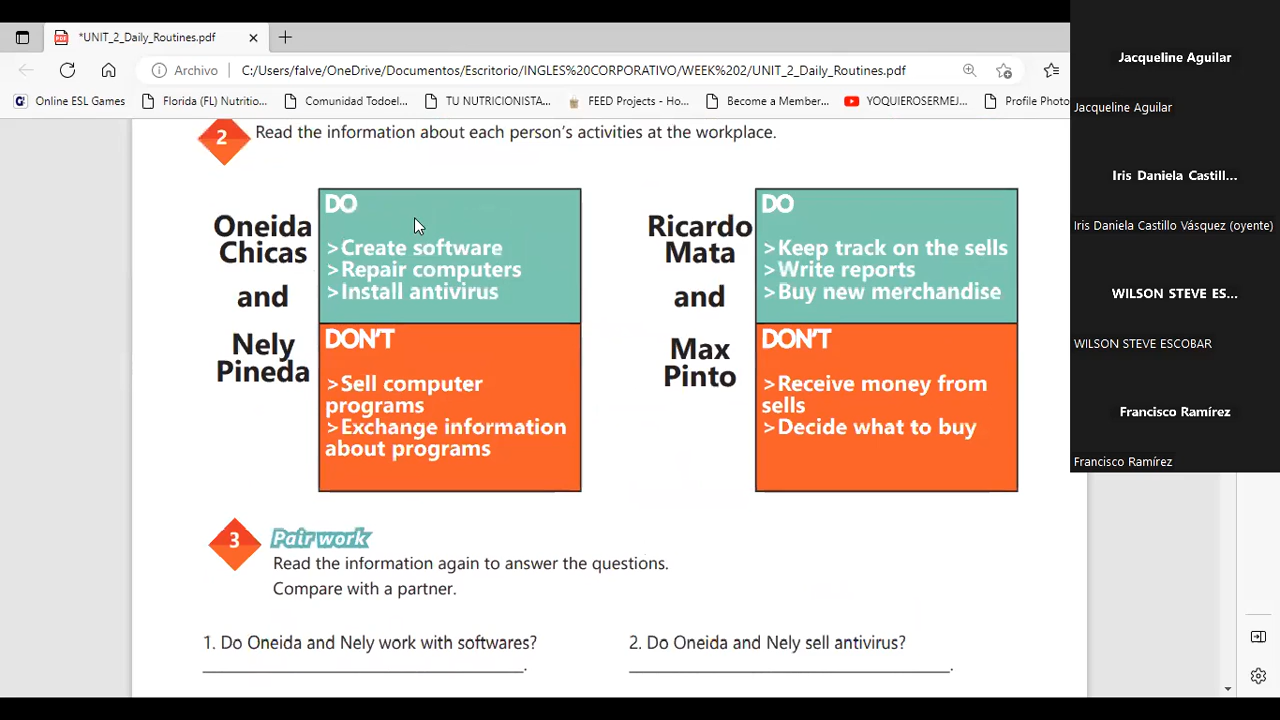 *UNIT_2_Daily_Routines.pdf
Archivo
C:/Users/falve/OneDrive/Documentos/Escritorio/INGLES%20CORPORATIVO/WEEK%202/UNIT_2_Daily_Routines.pdf
Online ESL Games
Florida (FL) Nutritio...
Comunidad Todoel...
TU NUTRICIONISTA...
FEED Projects - Ho...
Become a Member...
YOQUIEROSERMEJ...
Profile Photo
2
Read the information about each person's activities at the workplace.
Oneida
Chicas
and
Nely
Pineda
DO
>Create software
>Repair computers
>Install antivirus
DON'T
>Sell computer
programs
>Exchange information
about programs
Ricardo
Mata
and
Max
Pinto
DO
>Keep track on the sells
>Write reports
>Buy new merchandise
DON'T
>Receive money from
sells
>Decide what to buy
3
Pair work
Read the information again to answer the questions.
Compare with a partner.
1. Do Oneida and Nely work with softwares?
2. Do Oneida and Nely sell antivirus?
Jacqueline Aguilar
Jacqueline Aguilar
Iris Daniela Castill...
Iris Daniela Castillo Vásquez (oyente)
WILSON STEVE ES...
WILSON STEVE ESCOBAR
Francisco Ramírez
Francisco Ramírez